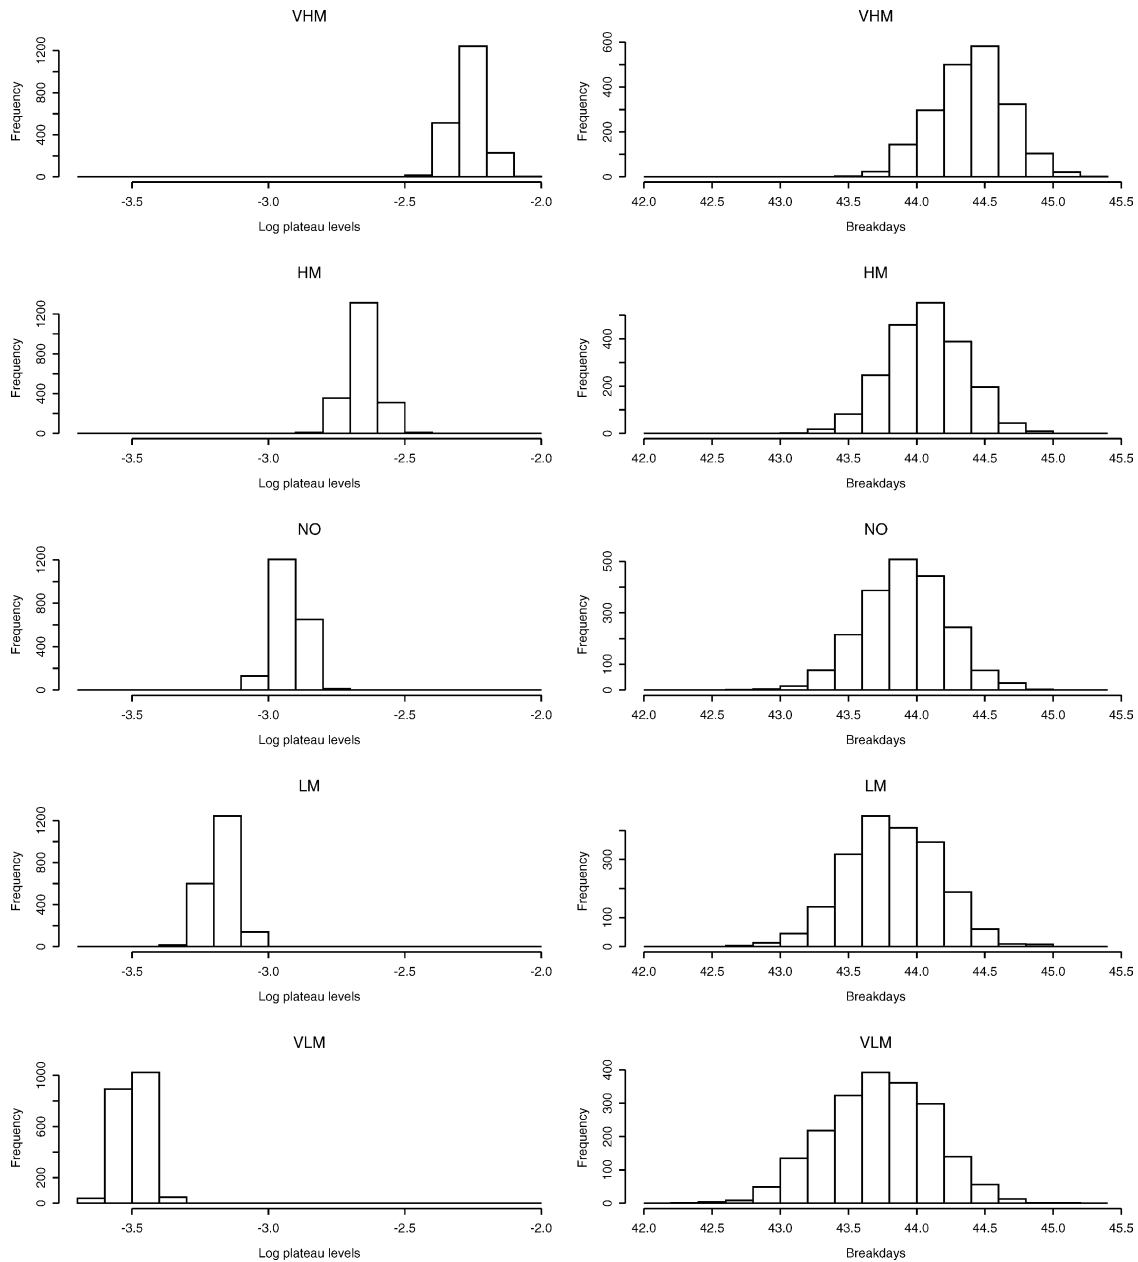 VHM
Frequency
0 400 800 1200
-3.5 -3.0 -2.5 -2.0
Log plateau levels
VHM
Frequency
0 200 400 600
42.0 42.5 43.0 43.5 44.0 44.5 45.0 45.5
Breakdays
HM
Frequency
0 400 800 1200
-3.5 -3.0 -2.5 -2.0
Log plateau levels
HM
Frequency
0 200 400
42.0 42.5 43.0 43.5 44.0 44.5 45.0 45.5
Breakdays
NO
Frequency
0 400 800 1200
-3.5 -3.0 -2.5 -2.0
Log plateau levels
NO
Frequency
0 100 300 500
42.0 42.5 43.0 43.5 44.0 44.5 45.0 45.5
Breakdays
LM
Frequency
0 400 800 1200
-3.5 -3.0 -2.5 -2.0
Log plateau levels
LM
Frequency
0 100 300
42.0 42.5 43.0 43.5 44.0 44.5 45.0 45.5
Breakdays
VLM
Frequency
0 200 600 1000
-3.5 -3.0 -2.5 -2.0
Log plateau levels
VLM
Frequency
0 100 200 300 400
42.0 42.5 43.0 43.5 44.0 44.5 45.0 45.5
Breakdays